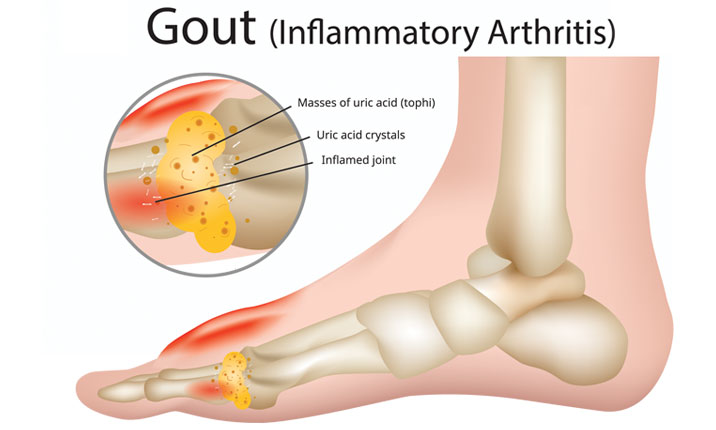 Gout (Inflammatory Arthritis)
Masses of uric acid (tophi)
Uric acid crystals
Inflamed joint